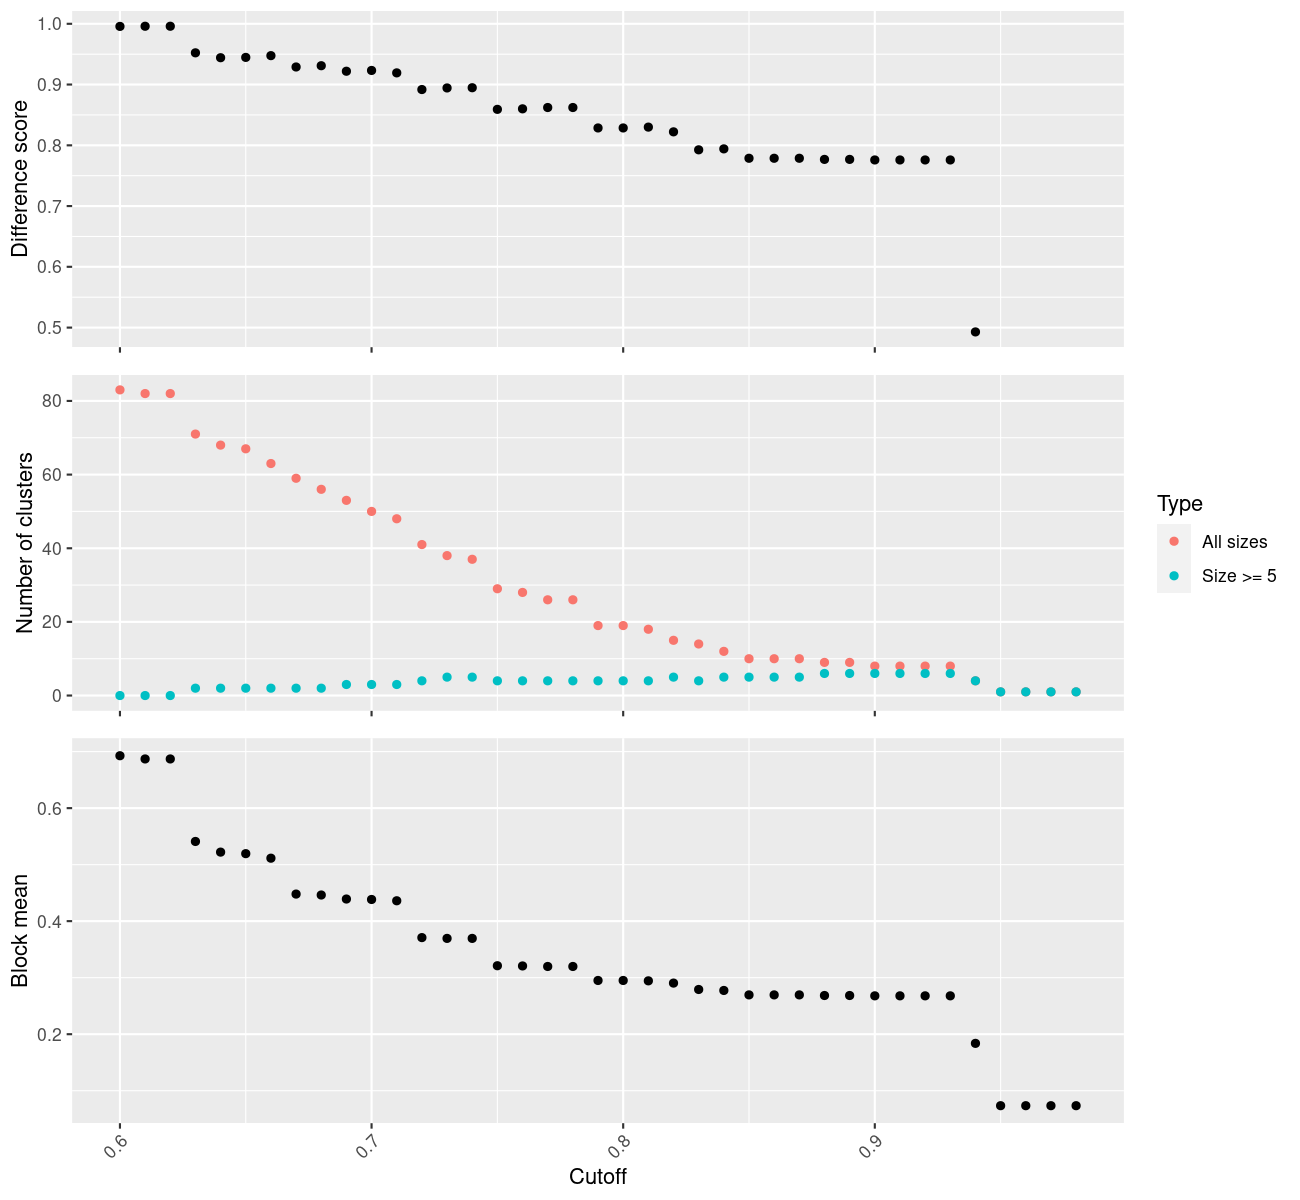 Difference score
1.0
0.9
0.8
0.7
0.6
0.5
Number of clusters
80
60
40
20
0
Type
All sizes
Size >= 5
Block mean
0.6
0.4
0.2
0.6
0.7
0.8
0.9
Cutoff